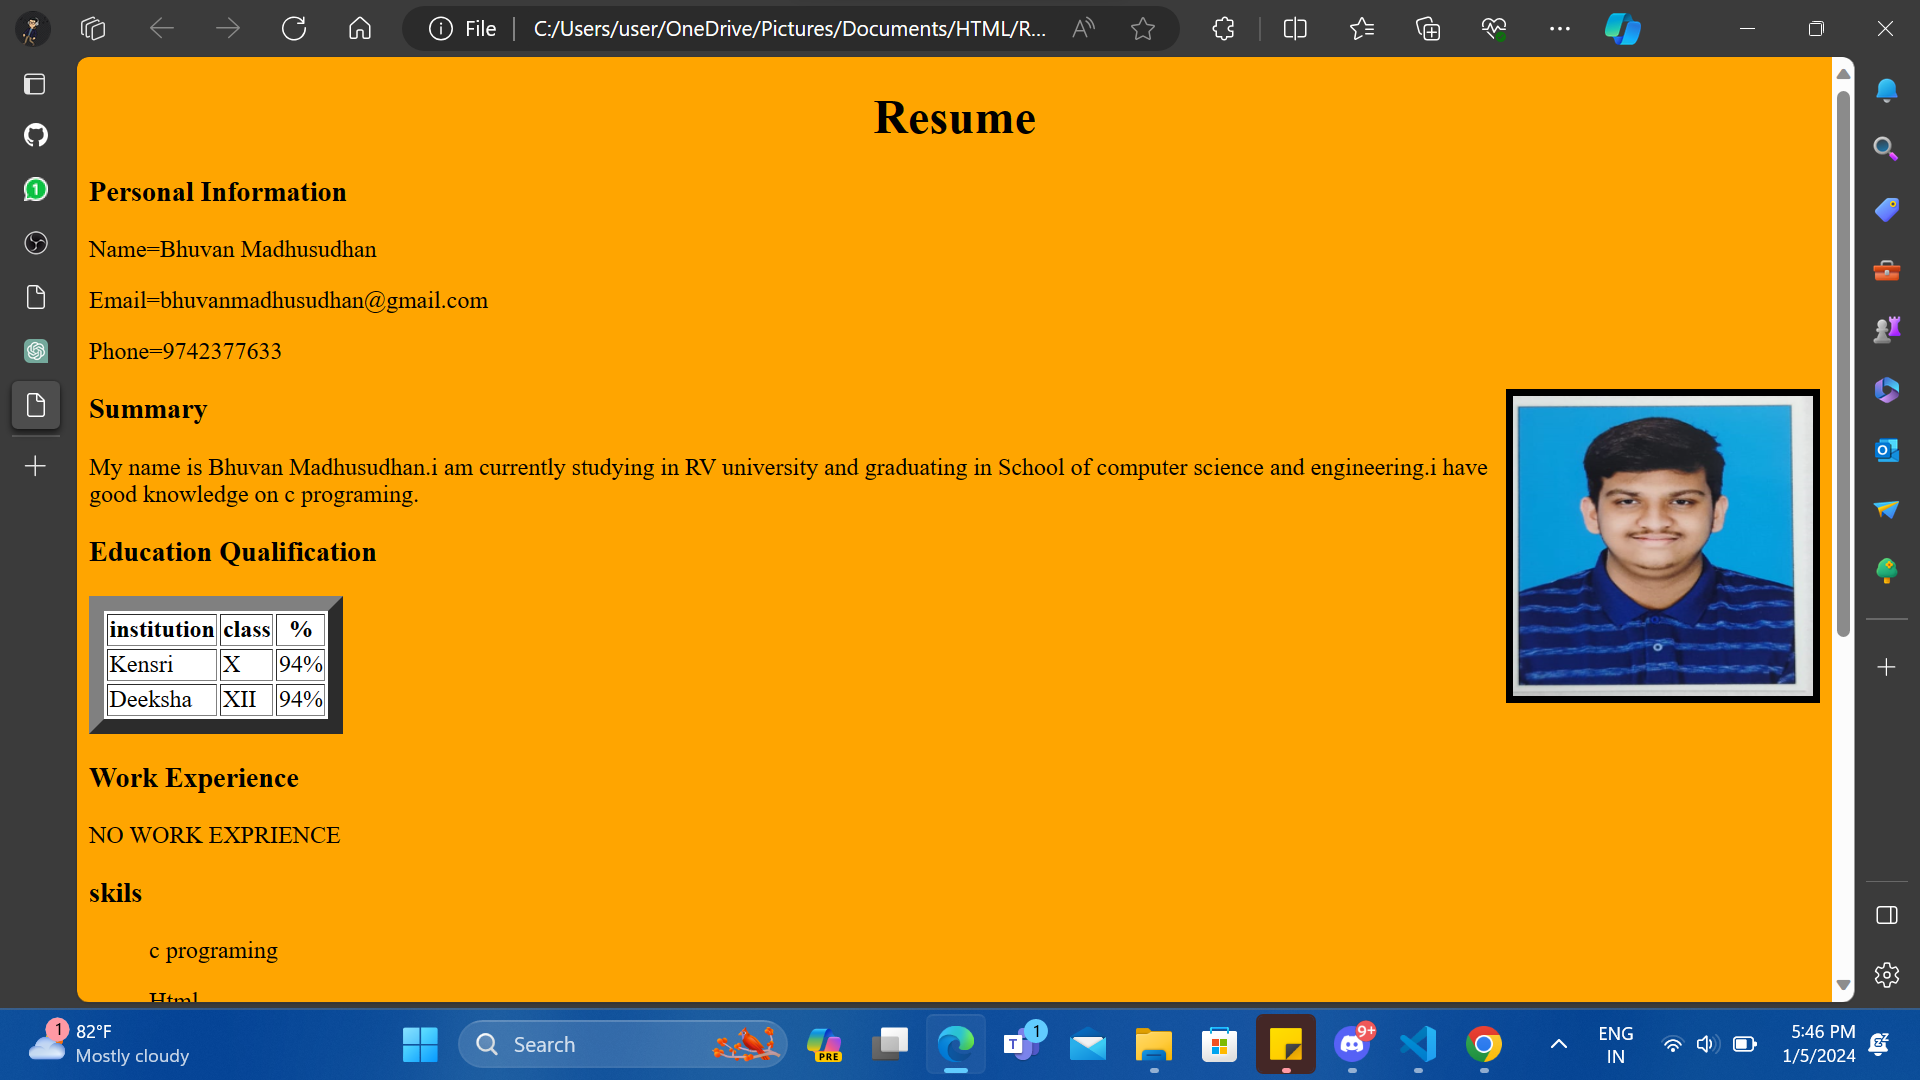 File
C:/Users/user/OneDrive/Pictures/Documents/HTML/R...
Resume
Personal Information
Name=Bhuvan Madhusudhan
Email=bhuvanmadhusudhan@gmail.com
Phone=9742377633
Summary
My name is Bhuvan Madhusudhan.i am currently studying in RV university and graduating in School of computer science and engineering.i have
good knowledge on c programing.
Education Qualification
institution class %
Kensri X 94%
Deeksha XII 94%
Work Experience
NO WORK EXPRIENCE
skils
c programing
Html
1
1
82°F
Mostly cloudy
Search
PRE
T
1
9+
ENG
IN
5:46 PM
1/5/2024